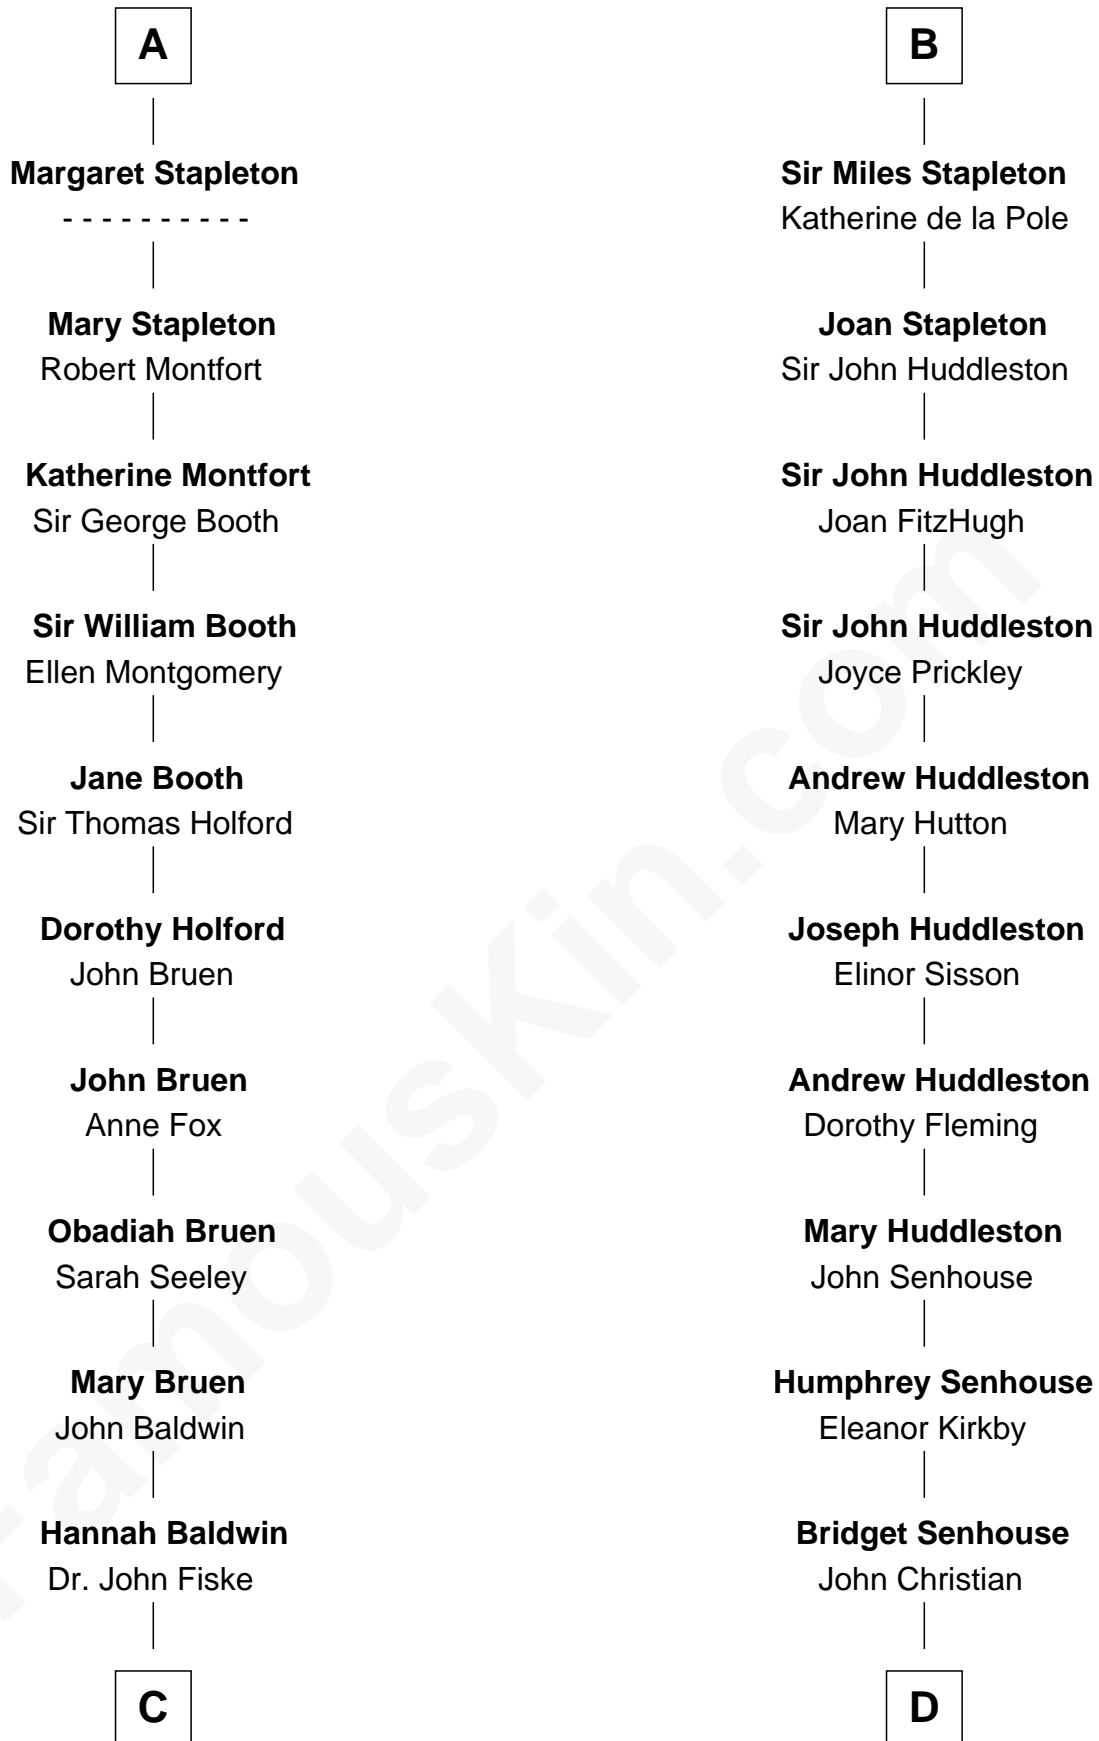 A
Margaret Stapleton
- - - - - - - - - -
Mary Stapleton
Robert Montfort
Katherine Montfort
Sir George Booth
Sir William Booth
Ellen Montgomery
Jane Booth
Sir Thomas Holford
Dorothy Holford
John Bruen
John Bruen
Anne Fox
Obadiah Bruen
Sarah Seeley
Mary Bruen
John Baldwin
Hannah Baldwin
Dr. John Fiske
C
B
Sir Miles Stapleton
Katherine de la Pole
Joan Stapleton
Sir John Huddleston
Sir John Huddleston
Joan FitzHugh
Sir John Huddleston
Joyce Prickley
Andrew Huddleston
Mary Hutton
Joseph Huddleston
Elinor Sisson
Andrew Huddleston
Dorothy Fleming
Mary Huddleston
John Senhouse
Humphrey Senhouse
Eleanor Kirkby
Bridget Senhouse
John Christian
D
FamousKin.com